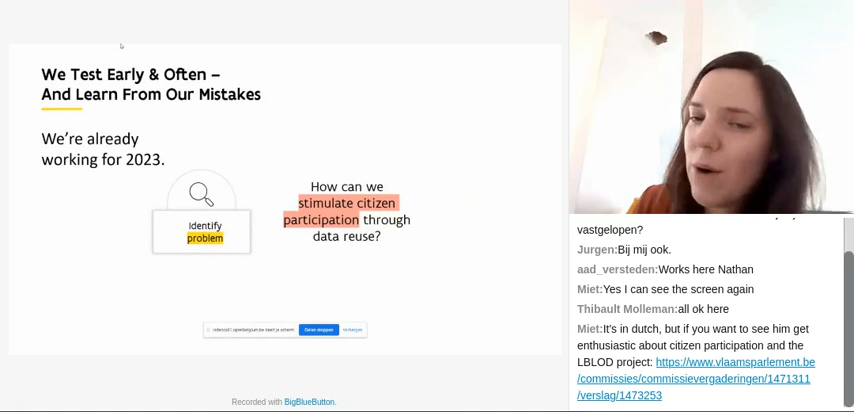 We Test Early & Often –
And Learn From Our Mistakes
We're already
working for 2023.
Identify
problem
How can we
stimulate citizen
participation through
data reuse?
Delen stoppen
Verbergen
Recorded with BigBlueButton.
vastgelopen?
Jurgen:Bij mij ook.
aad_versteden:Works here Nathan
Miet:Yes I can see the screen again
Thibault Molleman:all ok here
Miet:It's in dutch, but if you want to see him get
enthusiastic about citizen participation and the
LBLOD project: https://www.vlaamsparlement.be
/commissies/commissievergaderingen/1471311
/verslag/1473253